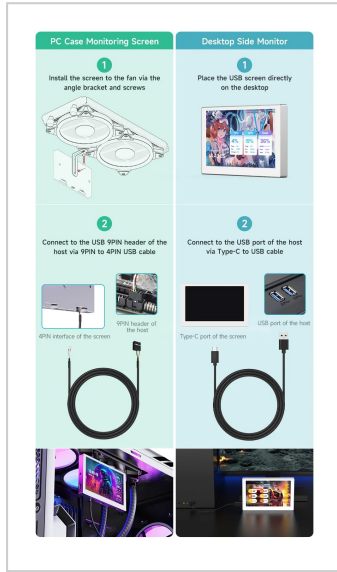 PC Case Monitoring Screen
1
Install the screen to the fan via the
angle bracket and screws
2
Connect to the USB 9PIN header of the
host via 9PIN to 4PIN USB cable
4PIN interface of the screen
9PIN header of
the host
Desktop Side Monitor
1
Place the USB screen directly
on the desktop
2
Connect to the USB port of the host
via Type-C to USB cable
Type-C port of the screen
USB port of the host